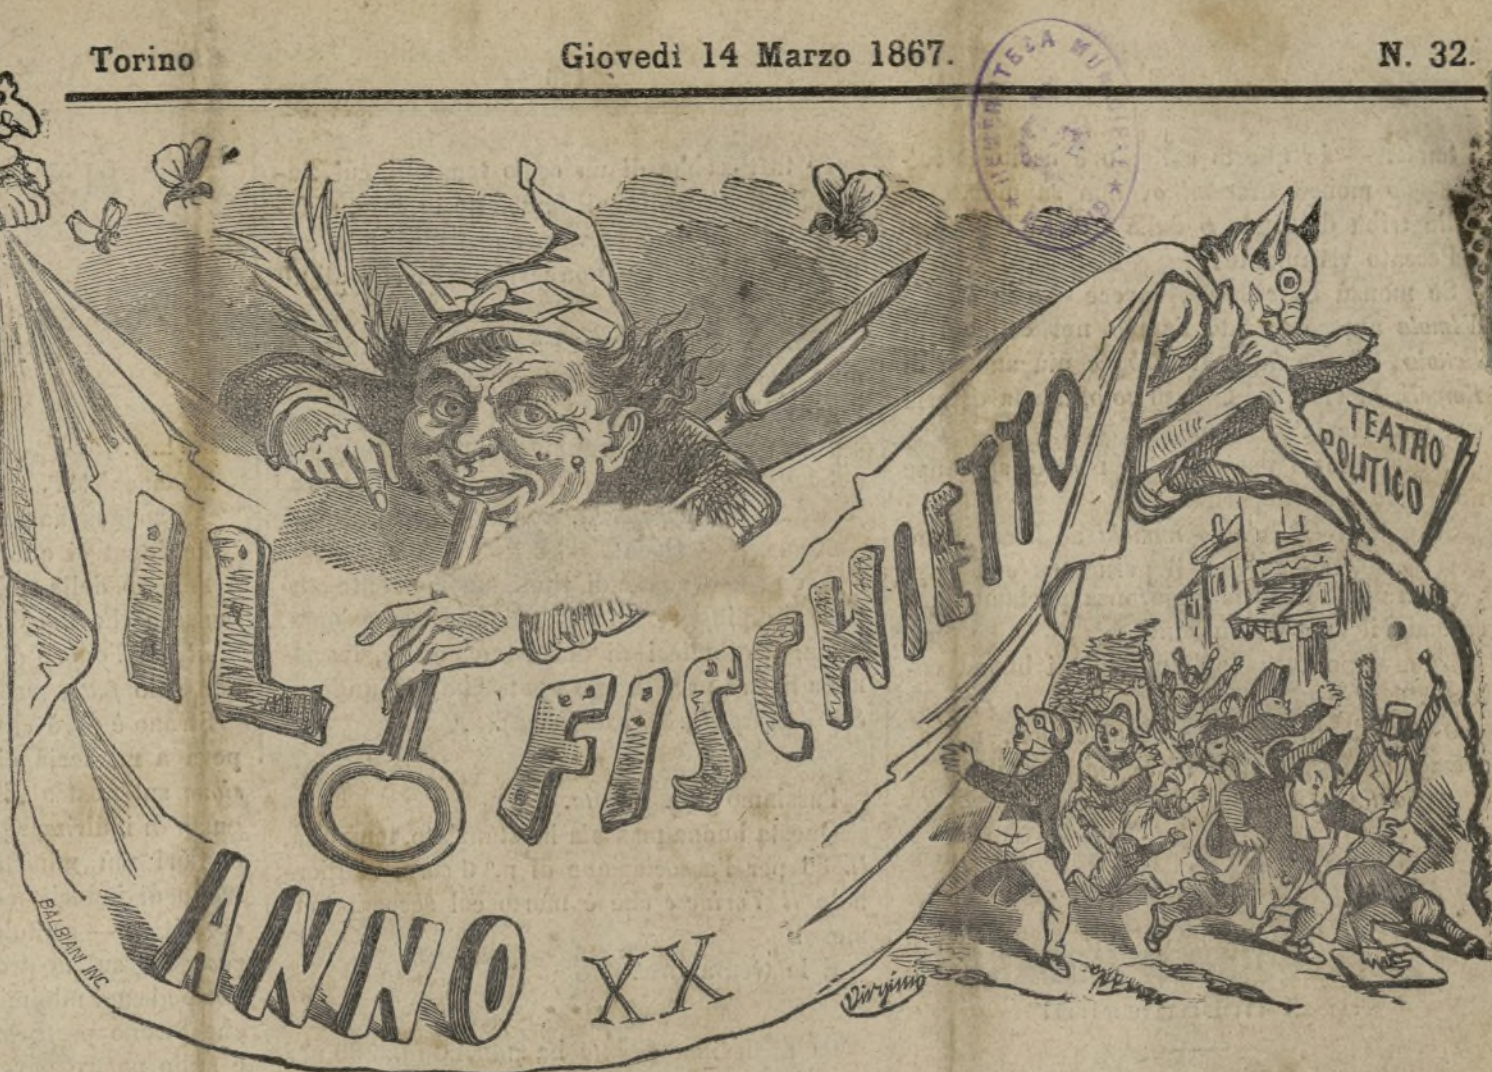 Torino Giovedì 14 Marzo 1867. N. 32.
TEATRO
POLITICO
IL FISCHIETTO
ANNO XX
BALBIANI INC
Virginio